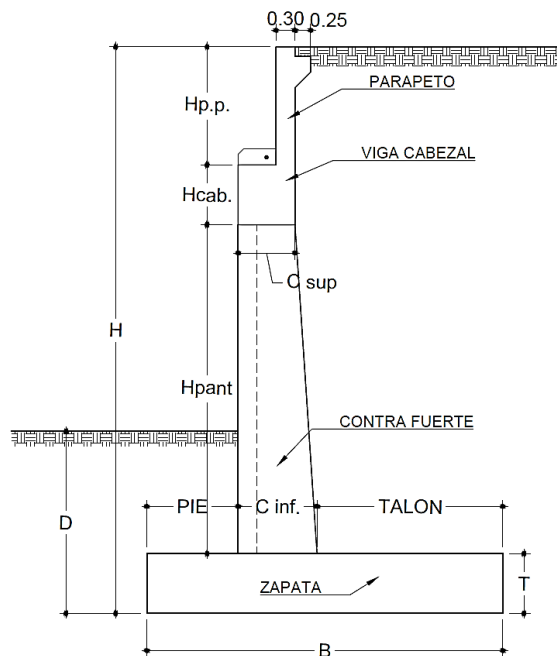 0.30 0.25
PARAPETO
Hp.p.
VIGA CABEZAL
Hcab.
C sup
H
Hpant
CONTRA FUERTE
D
PIE
C inf.
TALON
ZAPATA
T
B